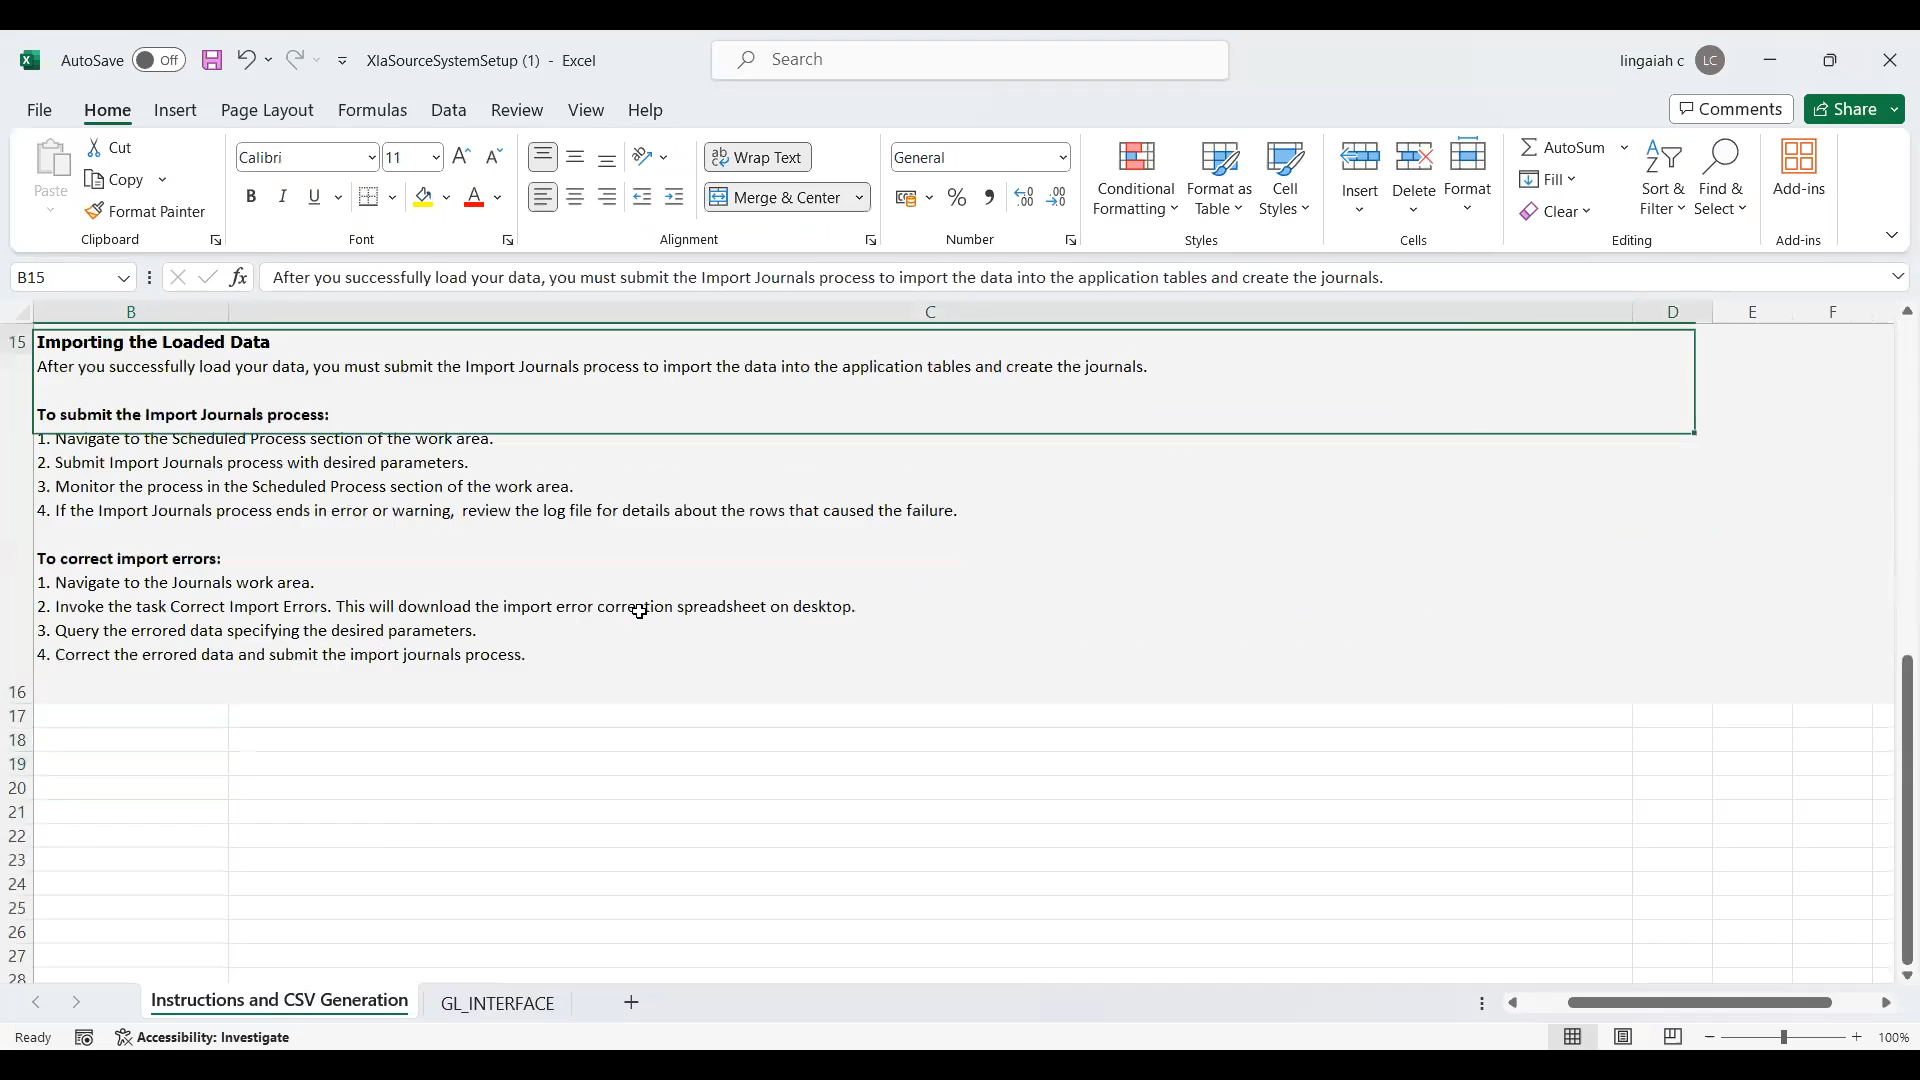 AutoSave Off XlaSourceSystemSetup (1) - Excel Search lingaiah c LC
File Home Insert Page Layout Formulas Data Review View Help Comments Share
Paste Cut Copy Format Painter Clipboard
Calibri 11 B I U A A A Font
ab Wrap Text Merge & Center Alignment
General % 9 .00 .00 Number
Conditional Formatting Format as Table Cell Styles Styles
Insert Delete Format Cells
AutoSum Fill Clear Sort & Filter Find & Select Editing
Add-ins Add-ins
B15 fx After you successfully load your data, you must submit the Import Journals process to import the data into the application tables and create the journals.
B C D E F
15 Importing the Loaded Data
After you successfully load your data, you must submit the Import Journals process to import the data into the application tables and create the journals.
To submit the Import Journals process:
1. Navigate to the Scheduled Process section of the work area.
2. Submit Import Journals process with desired parameters.
3. Monitor the process in the Scheduled Process section of the work area.
4. If the Import Journals process ends in error or warning, review the log file for details about the rows that caused the failure.
To correct import errors:
1. Navigate to the Journals work area.
2. Invoke the task Correct Import Errors. This will download the import error correction spreadsheet on desktop.
3. Query the errored data specifying the desired parameters.
4. Correct the errored data and submit the import journals process.
16
17
18
19
20
21
22
23
24
25
26
27
28
Instructions and CSV Generation GL_INTERFACE
Ready Accessibility: Investigate 100%